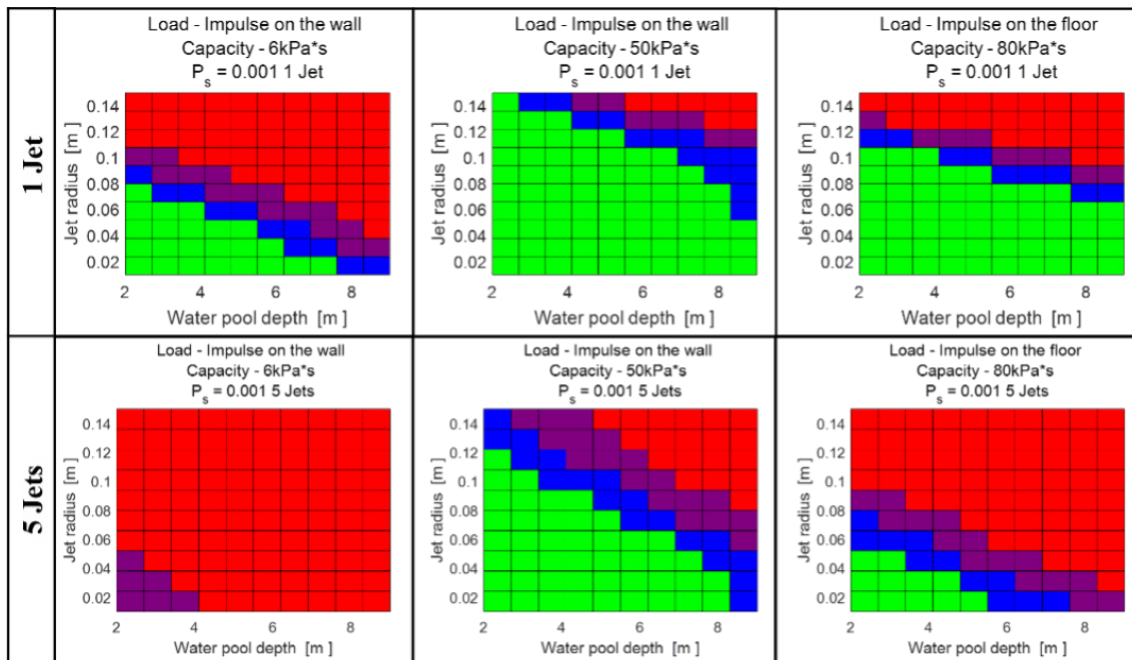 1 Jet
Load - Impulse on the wall
Capacity - 6kPa*s
Ps = 0.001 1 Jet
Jet radius [m]
0.14
0.12
0.1
0.08
0.06
0.04
0.02
2 4 6 8
Water pool depth [m ]
Load - Impulse on the wall
Capacity - 50kPa*s
Ps = 0.001 1 Jet
Jet radius [m]
0.14
0.12
0.1
0.08
0.06
0.04
0.02
2 4 6 8
Water pool depth [m ]
Load - Impulse on the floor
Capacity - 80kPa*s
Ps = 0.001 1 Jet
Jet radius [m]
0.14
0.12
0.1
0.08
0.06
0.04
0.02
2 4 6 8
Water pool depth [m ]
5 Jets
Load - Impulse on the wall
Capacity - 6kPa*s
Ps = 0.001 5 Jets
Jet radius [m]
0.14
0.12
0.1
0.08
0.06
0.04
0.02
2 4 6 8
Water pool depth [m ]
Load - Impulse on the wall
Capacity - 50kPa*s
Ps = 0.001 5 Jets
Jet radius [m]
0.14
0.12
0.1
0.08
0.06
0.04
0.02
2 4 6 8
Water pool depth [m ]
Load - Impulse on the floor
Capacity - 80kPa*s
Ps = 0.001 5 Jets
Jet radius [m]
0.14
0.12
0.1
0.08
0.06
0.04
0.02
2 4 6 8
Water pool depth [m ]